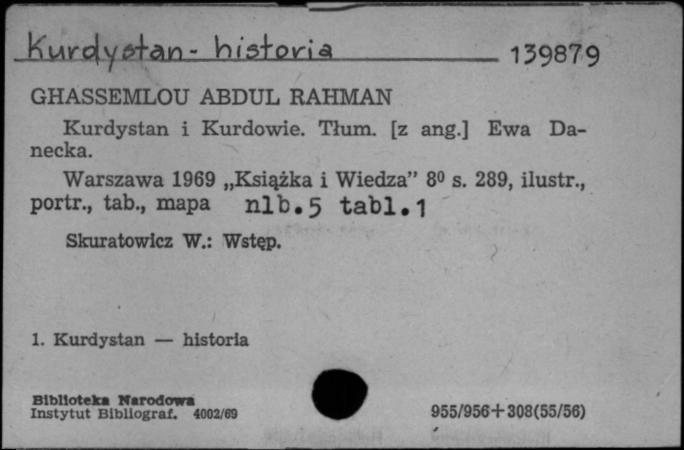 Kurdystan - historia 139879
GHASSEMLOU ABDUL RAHMAN
Kurdystan i Kurdowie. Tłum. [z ang.] Ewa Da-
necka.
Warszawa 1969 „Książka i Wiedza” 8⁰ s. 289, ilustr.,
portr., tab., mapa nlb.5 tabl.1
Skuratowicz W.: Wstęp.
1. Kurdystan — historia
Biblioteka Narodowa
Instytut Bibliograf. 4002/69 955/956+308(55/56)